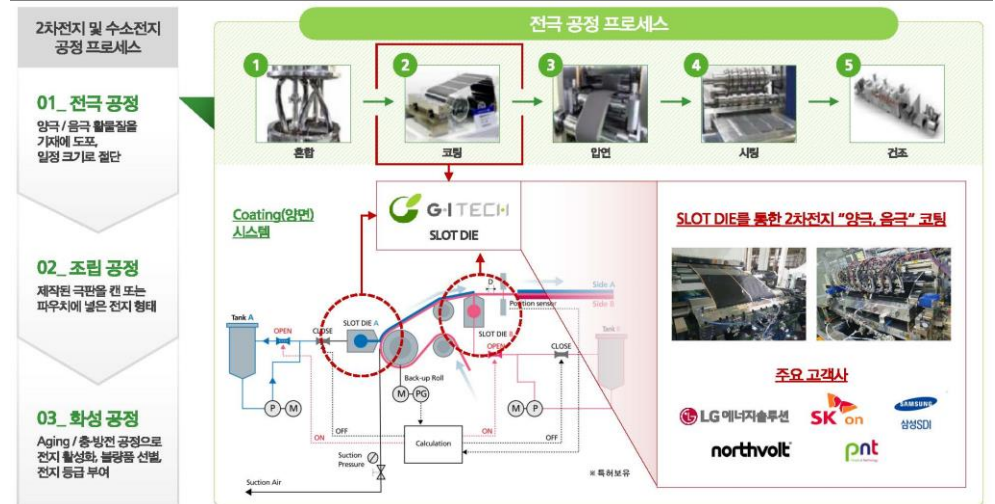 2차전지 및 수소전지
공정 프로세스
01_ 전극 공정
양극 / 음극 활물질을
기재에 도포,
일정 크기로 절단
02_ 조립 공정
제작된 극판을 캔 또는
파우치에 넣은 전지 형태
03_ 화성 공정
Aging / 충·방전 공정으로
전지 활성화, 불량품 선별,
전지 등급 부여
전극 공정 프로세스
1
2
3
4
5
혼합
코팅
압연
시팅
건조
Coating(양면)
시스템
G·I TECH
SLOT DIE
Tank A
OPEN
CLOSE
SLOT DIE A
D
Side A
Side B
Position sensor
SLOT DIE B
OPEN
CLOSE
Tank B
Back-up Roll
P
M
M
PG
M
P
OFF
ON
ON
OFF
Calculation
Suction
Pressure
Suction Air
※ 특허보유
SLOT DIE를 통한 2차전지 “양극, 음극” 코팅
주요 고객사
LG 에너지솔루션
SK on
SAMSUNG
삼성SDI
northvolt
pnt